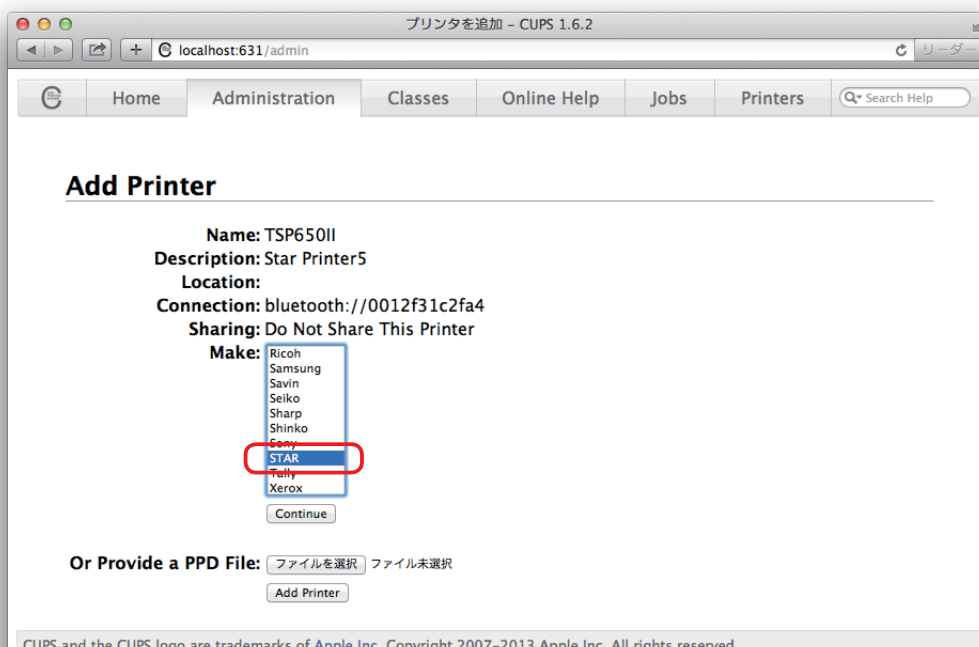 プリンタを追加 – CUPS 1.6.2
localhost:631/admin
リーダー
Home Administration Classes Online Help Jobs Printers Search Help
Add Printer
Name: TSP650II
Description: Star Printer5
Location:
Connection: bluetooth://0012f31c2fa4
Sharing: Do Not Share This Printer
Make: Ricoh
Samsung
Savin
Seiko
Sharp
Shinko
Sony
STAR
Tally
Xerox
Continue
Or Provide a PPD File: ファイルを選択 ファイル未選択
Add Printer
CUPS and the CUPS logo are trademarks of Apple Inc. Copyright 2007–2013 Apple Inc. All rights reserved.